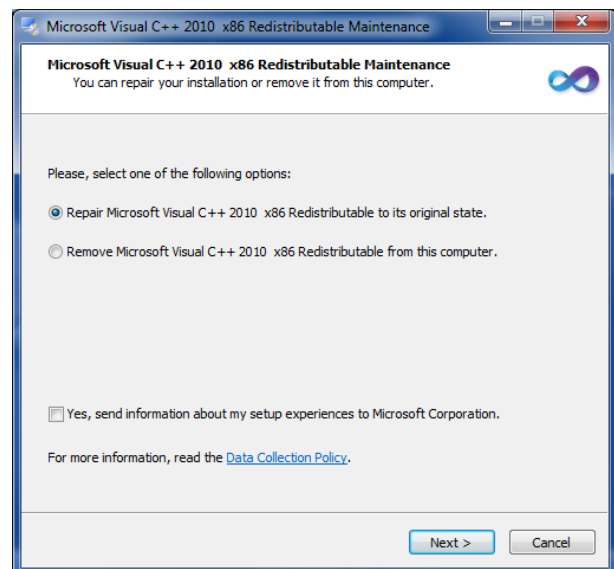 Microsoft Visual C++ 2010  x86 Redistributable Maintenance
Microsoft Visual C++ 2010  x86 Redistributable Maintenance
You can repair your installation or remove it from this computer.
Please, select one of the following options:
Repair Microsoft Visual C++ 2010  x86 Redistributable to its original state.
Remove Microsoft Visual C++ 2010  x86 Redistributable from this computer.
Yes, send information about my setup experiences to Microsoft Corporation.
For more information, read the Data Collection Policy.
Next >
Cancel